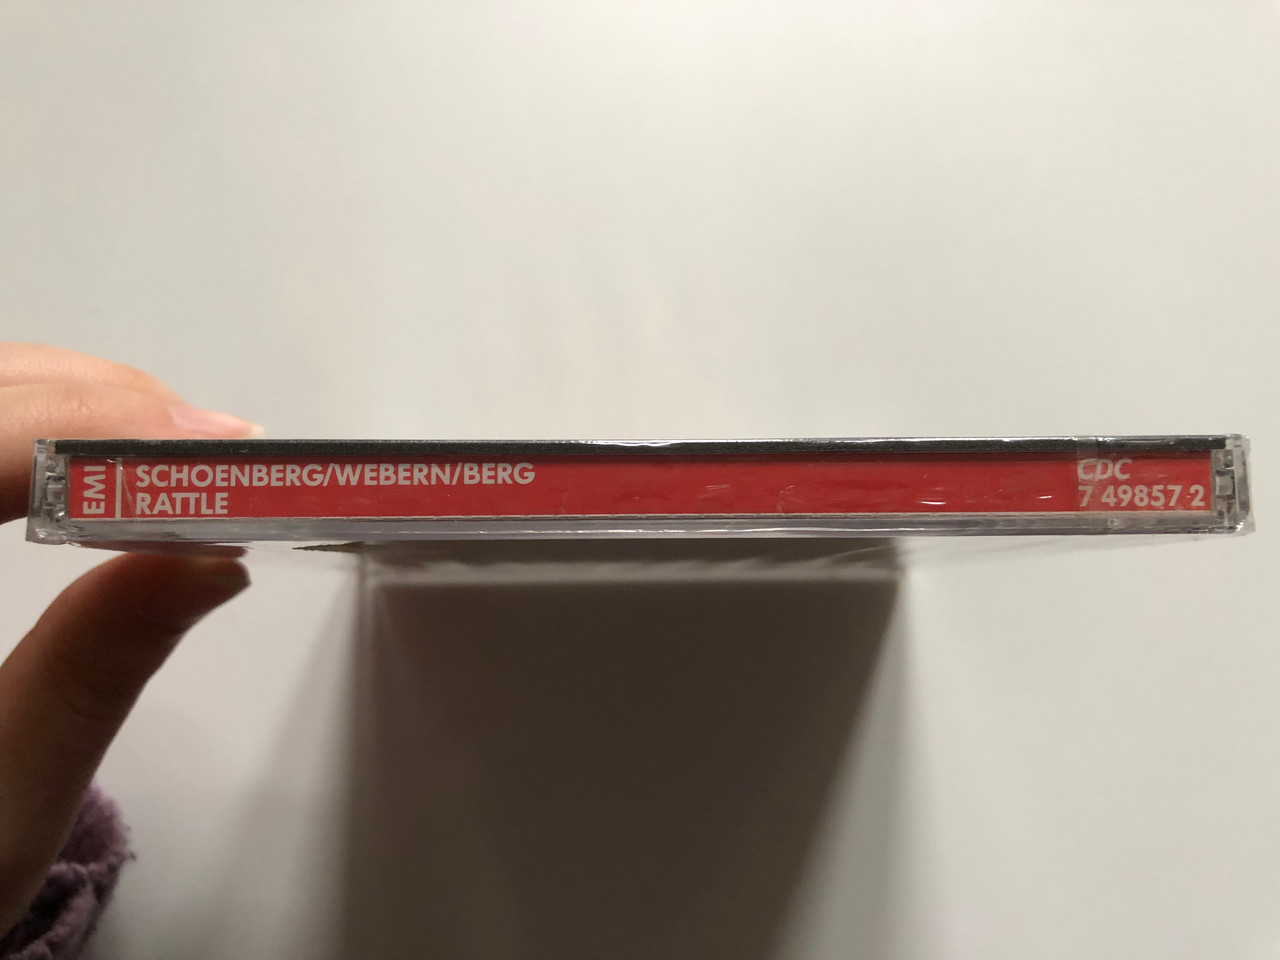 EMI
SCHOENBERG/WEBERN/BERG
RATTLE
CDC
7 49857 2